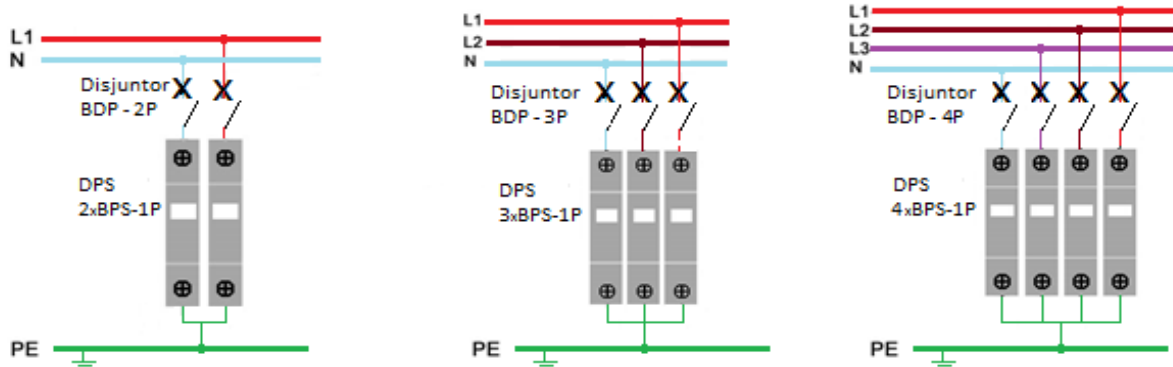 L1
N
Disjuntor
BDP - 2P
DPS
2xBPS-1P
PE
L1
L2
N
Disjuntor
BDP - 3P
DPS
3xBPS-1P
PE
L1
L2
L3
N
Disjuntor
BDP - 4P
DPS
4xBPS-1P
PE